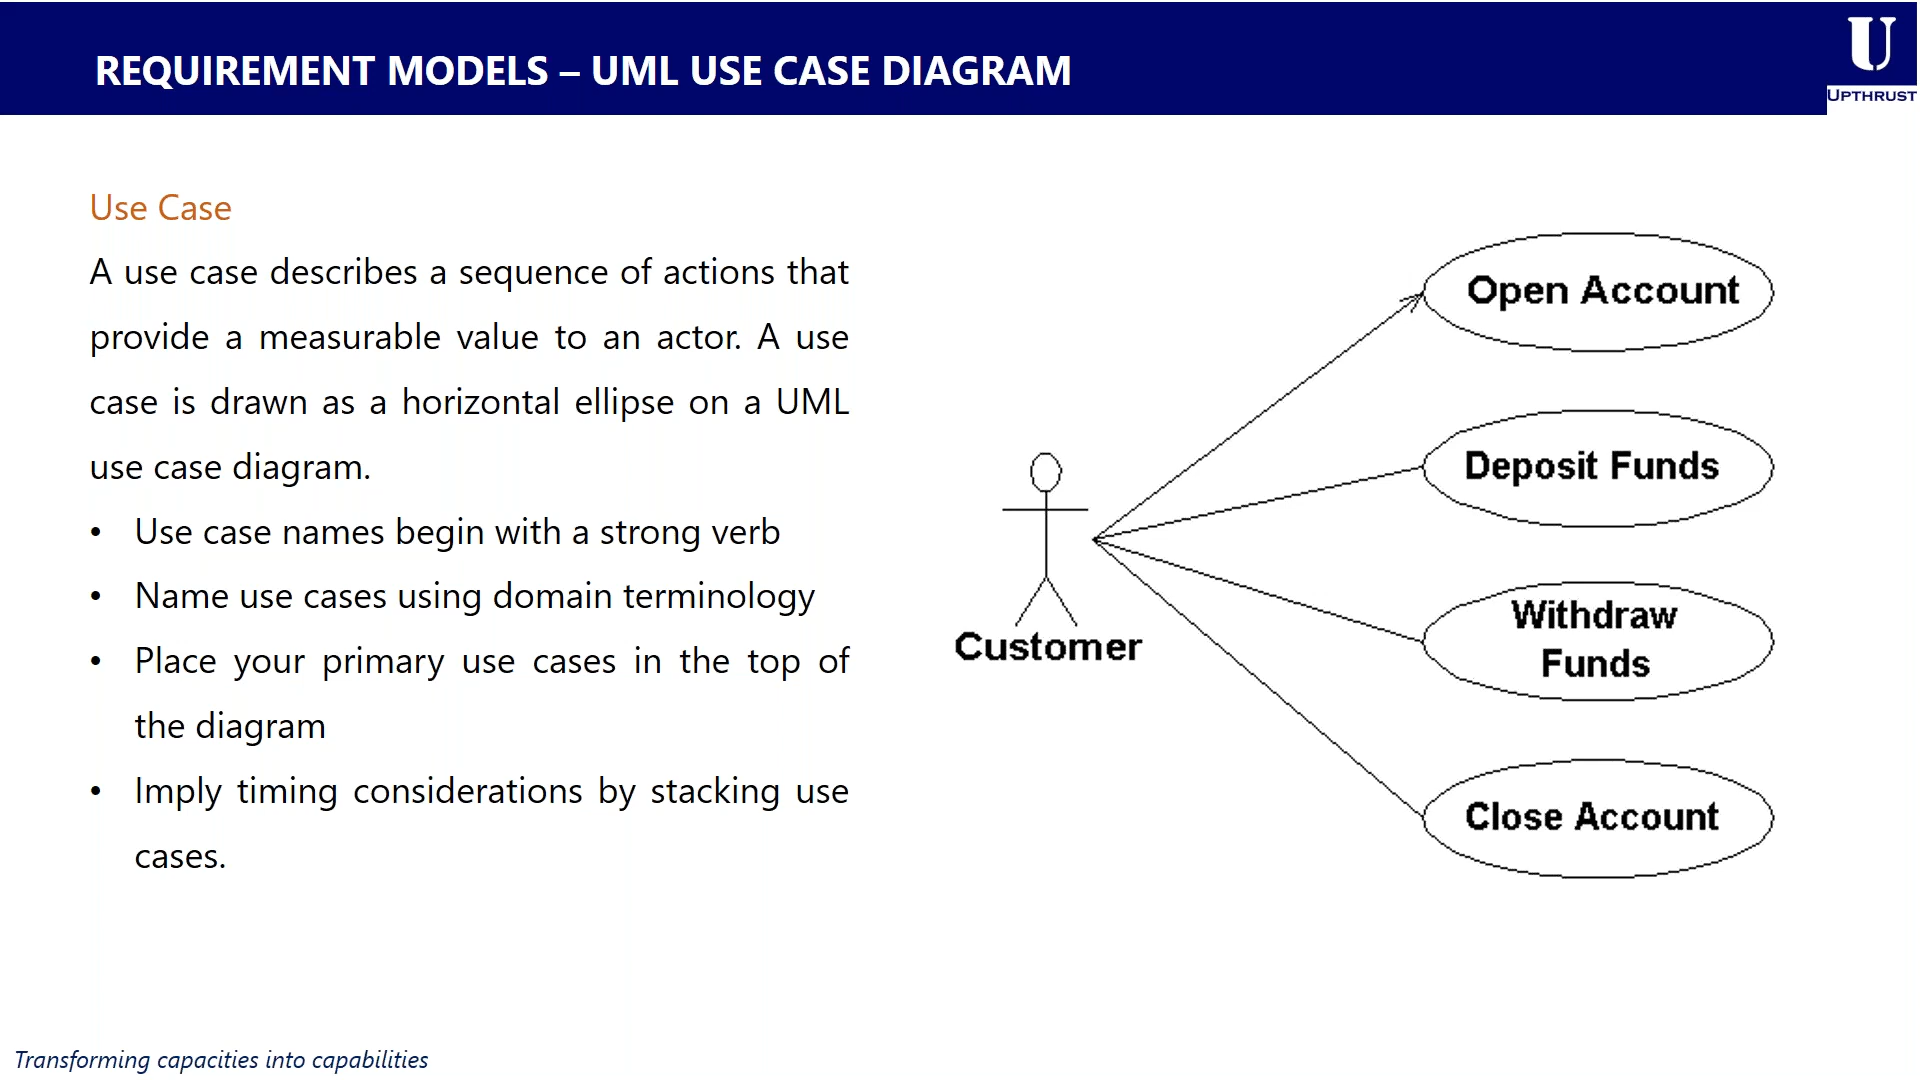 REQUIREMENT MODELS – UML USE CASE DIAGRAM
U
UPTHRUST
Use Case
A use case describes a sequence of actions that
provide a measurable value to an actor. A use
case is drawn as a horizontal ellipse on a UML
use case diagram.
• Use case names begin with a strong verb
• Name use cases using domain terminology
• Place your primary use cases in the top of
the diagram
• Imply timing considerations by stacking use
cases.
Open Account
Deposit Funds
Withdraw
Funds
Close Account
Customer
Transforming capacities into capabilities